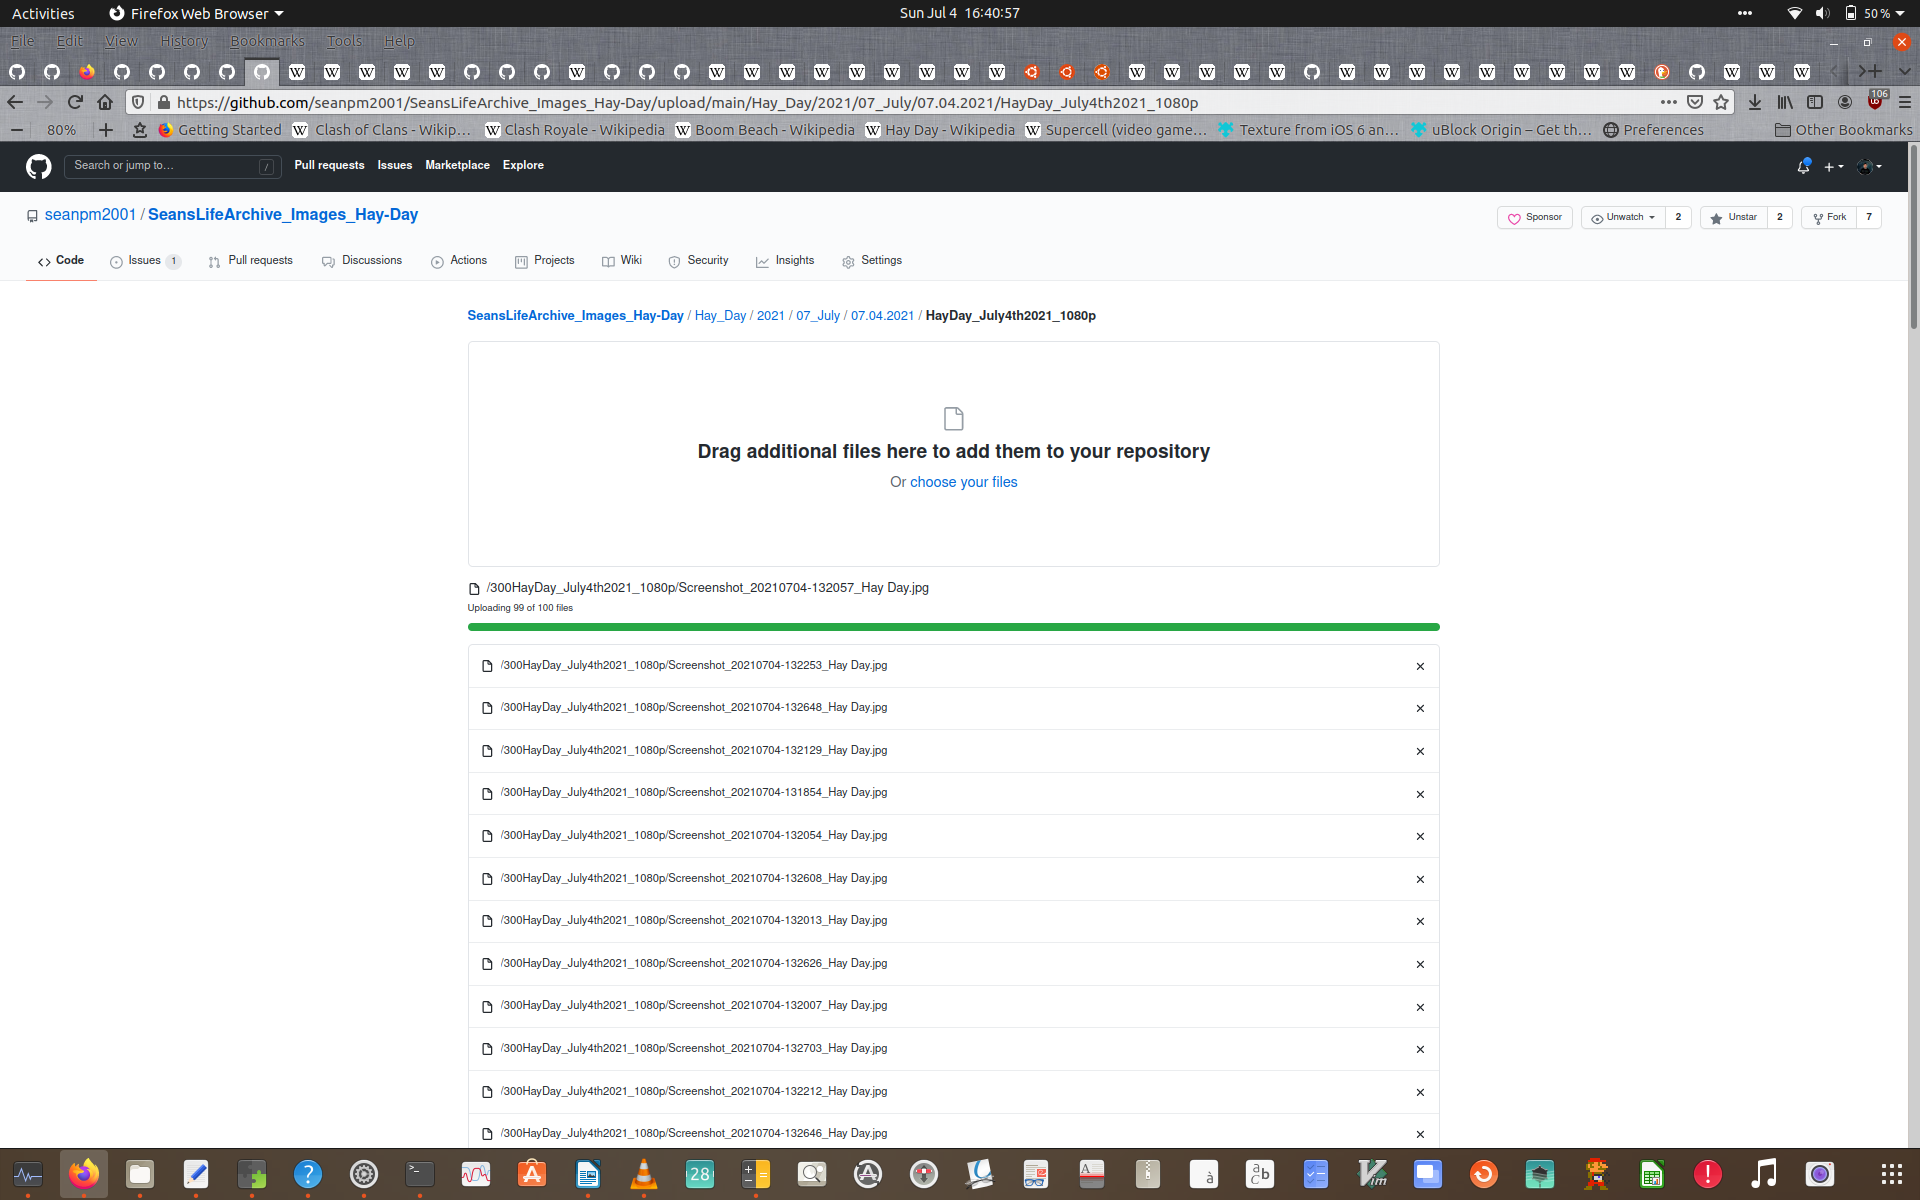 Activities Firefox Web Browser Sun Jul 4 16:40:57 50 %
File Edit View History Bookmarks Tools Help
https://github.com/seanpm2001/SeansLifeArchive_Images_Hay-Day/upload/main/Hay_Day/2021/07_July/07.04.2021/HayDay_July4th2021_1080p 106
80% Getting Started Clash of Clans - Wikip… Clash Royale - Wikipedia Boom Beach - Wikipedia Hay Day - Wikipedia Supercell (video game… Texture from iOS 6 an… uBlock Origin – Get th… Preferences Other Bookmarks
Search or jump to… / Pull requests Issues Marketplace Explore
seanpm2001 / SeansLifeArchive_Images_Hay-Day Sponsor Unwatch 2 Unstar 2 Fork 7
Code Issues 1 Pull requests Discussions Actions Projects Wiki Security Insights Settings
SeansLifeArchive_Images_Hay-Day / Hay_Day / 2021 / 07_July / 07.04.2021 / HayDay_July4th2021_1080p
Drag additional files here to add them to your repository
Or choose your files
/300HayDay_July4th2021_1080p/Screenshot_20210704-132057_Hay Day.jpg
Uploading 99 of 100 files
/300HayDay_July4th2021_1080p/Screenshot_20210704-132253_Hay Day.jpg
/300HayDay_July4th2021_1080p/Screenshot_20210704-132648_Hay Day.jpg
/300HayDay_July4th2021_1080p/Screenshot_20210704-132129_Hay Day.jpg
/300HayDay_July4th2021_1080p/Screenshot_20210704-131854_Hay Day.jpg
/300HayDay_July4th2021_1080p/Screenshot_20210704-132054_Hay Day.jpg
/300HayDay_July4th2021_1080p/Screenshot_20210704-132608_Hay Day.jpg
/300HayDay_July4th2021_1080p/Screenshot_20210704-132013_Hay Day.jpg
/300HayDay_July4th2021_1080p/Screenshot_20210704-132626_Hay Day.jpg
/300HayDay_July4th2021_1080p/Screenshot_20210704-132007_Hay Day.jpg
/300HayDay_July4th2021_1080p/Screenshot_20210704-132703_Hay Day.jpg
/300HayDay_July4th2021_1080p/Screenshot_20210704-132212_Hay Day.jpg
/300HayDay_July4th2021_1080p/Screenshot_20210704-132646_Hay Day.jpg
28